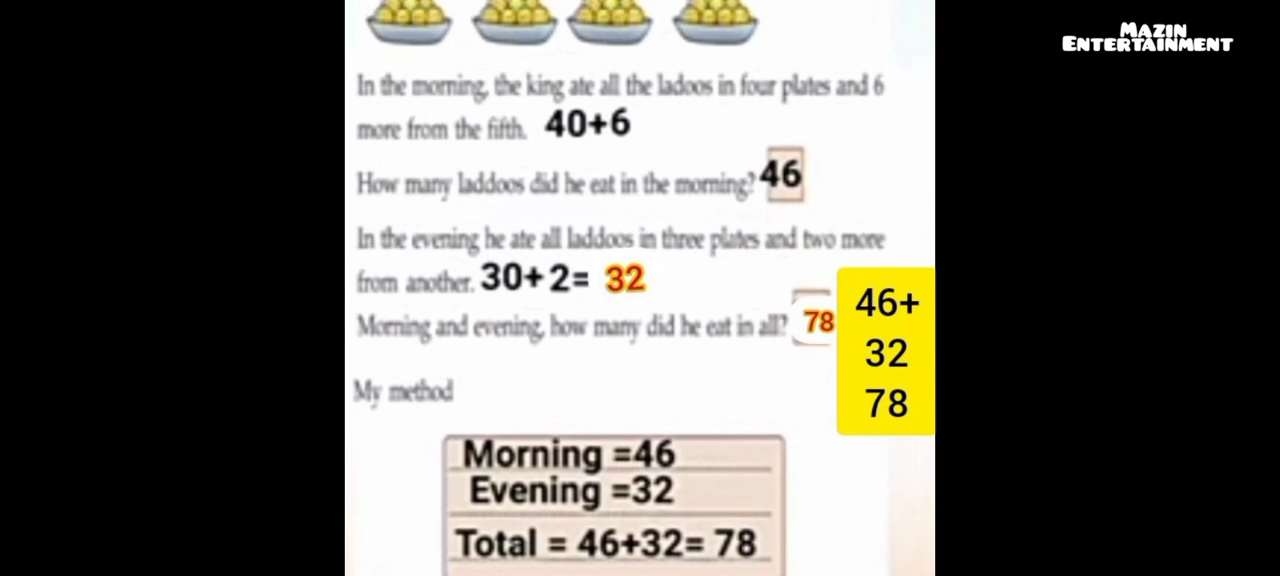 MAZIN
ENTERTAINMENT
In the morning, the king ate all the ladoos in four plates and 6
more from the fifth. 40+6
How many laddoos did he eat in the morning? 46
In the evening he ate all laddoos in three plates and two more
from another. 30+2= 32
Morning and evening, how many did he eat in all? 78
46+
32
78
My method
Morning =46
Evening =32
Total = 46+32= 78